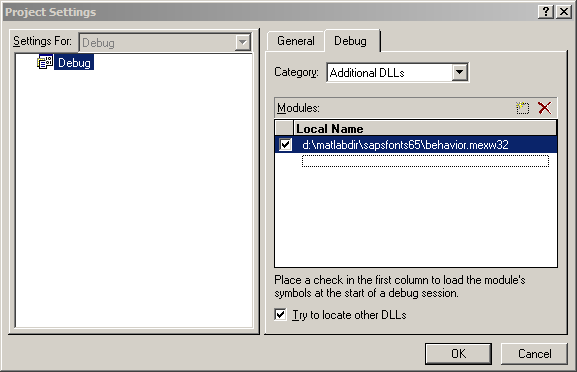 Project Settings
Settings For:
Debug
Debug
General
Debug
Category:
Additional DLLs
Modules:
Local Name
d:\matlabdir\sapsfonts65\behavior.mexw32
Place a check in the first column to load the module's
symbols at the start of a debug session.
Try to locate other DLLs
OK
Cancel